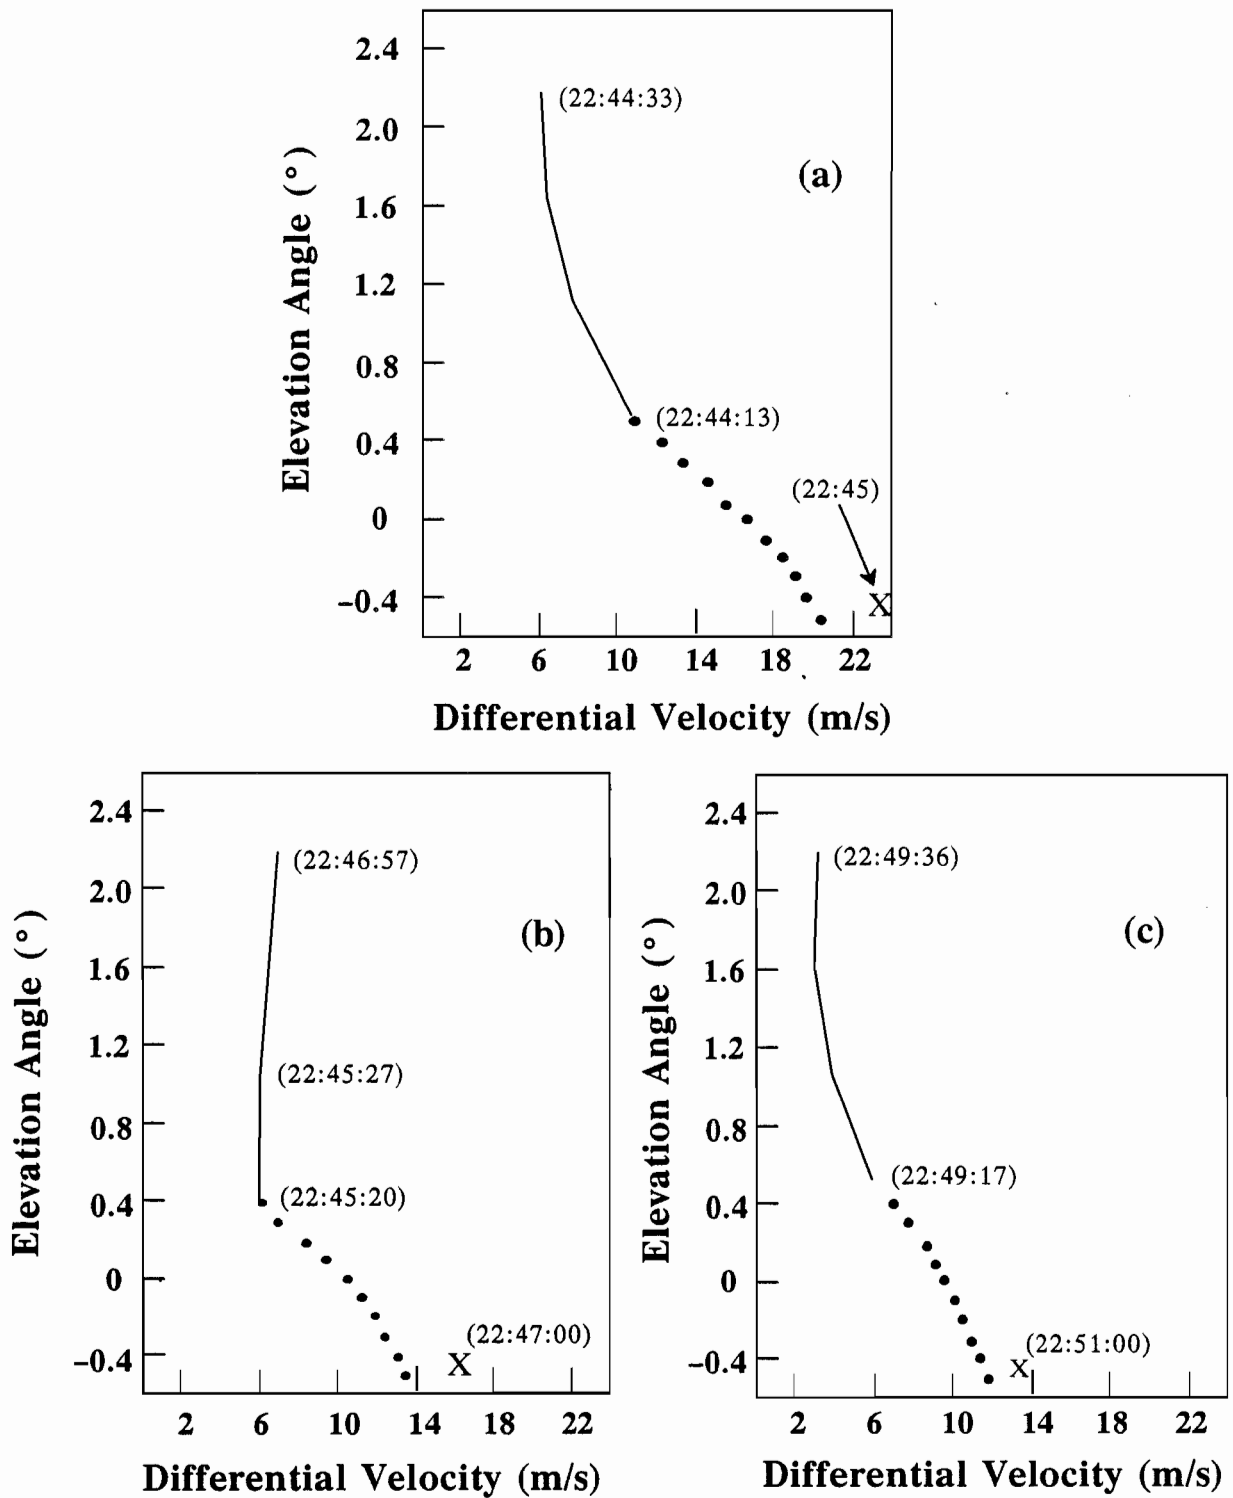 2.4
(22:44:33)
2.0
(a)
1.6
1.2
0.8
(22:44:13)
0.4
(22:45)
0
−0.4
X
2 6 10 14 18 22
Elevation Angle (°)
Differential Velocity (m/s)
2.4
(22:46:57)
2.0
(b)
1.6
1.2
(22:45:27)
0.8
0.4
(22:45:20)
0
(22:47:00)
−0.4
X
2 6 10 14 18 22
Elevation Angle (°)
Differential Velocity (m/s)
2.4
(22:49:36)
2.0
(c)
1.6
1.2
0.8
(22:49:17)
0.4
0
(22:51:00)
−0.4
X
2 6 10 14 18 22
Elevation Angle (°)
Differential Velocity (m/s)